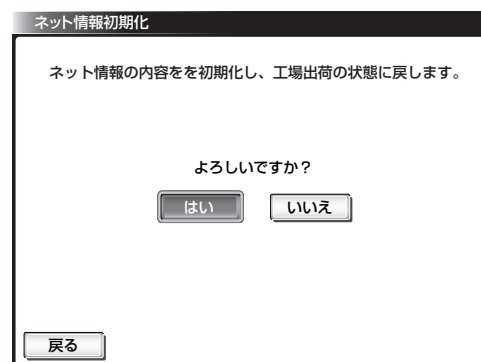 ネット情報初期化
ネット情報の内容をを初期化し、工場出荷の状態に戻します。
よろしいですか？
はい いいえ
戻る